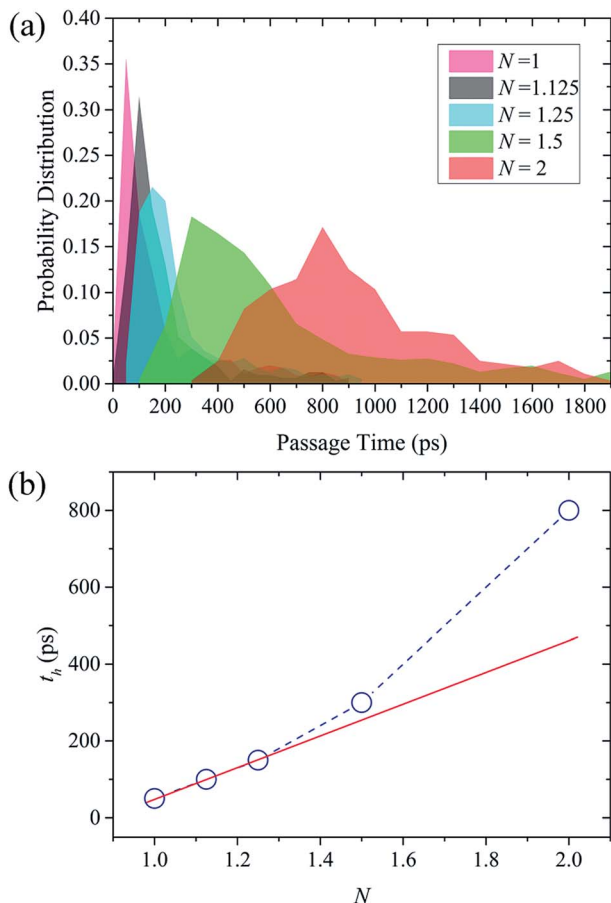 (a)
0.40
0.35
0.30
0.25
0.20
0.15
0.10
0.05
0.00
Probability Distribution
N =1
N=1.125
N = 1.25
N = 1.5
N = 2
0 200 400 600 800 1000 1200 1400 1600 1800
Passage Time (ps)
(b)
800
600
400
200
0
t_h (ps)
1.0 1.2 1.4 1.6 1.8 2.0
N